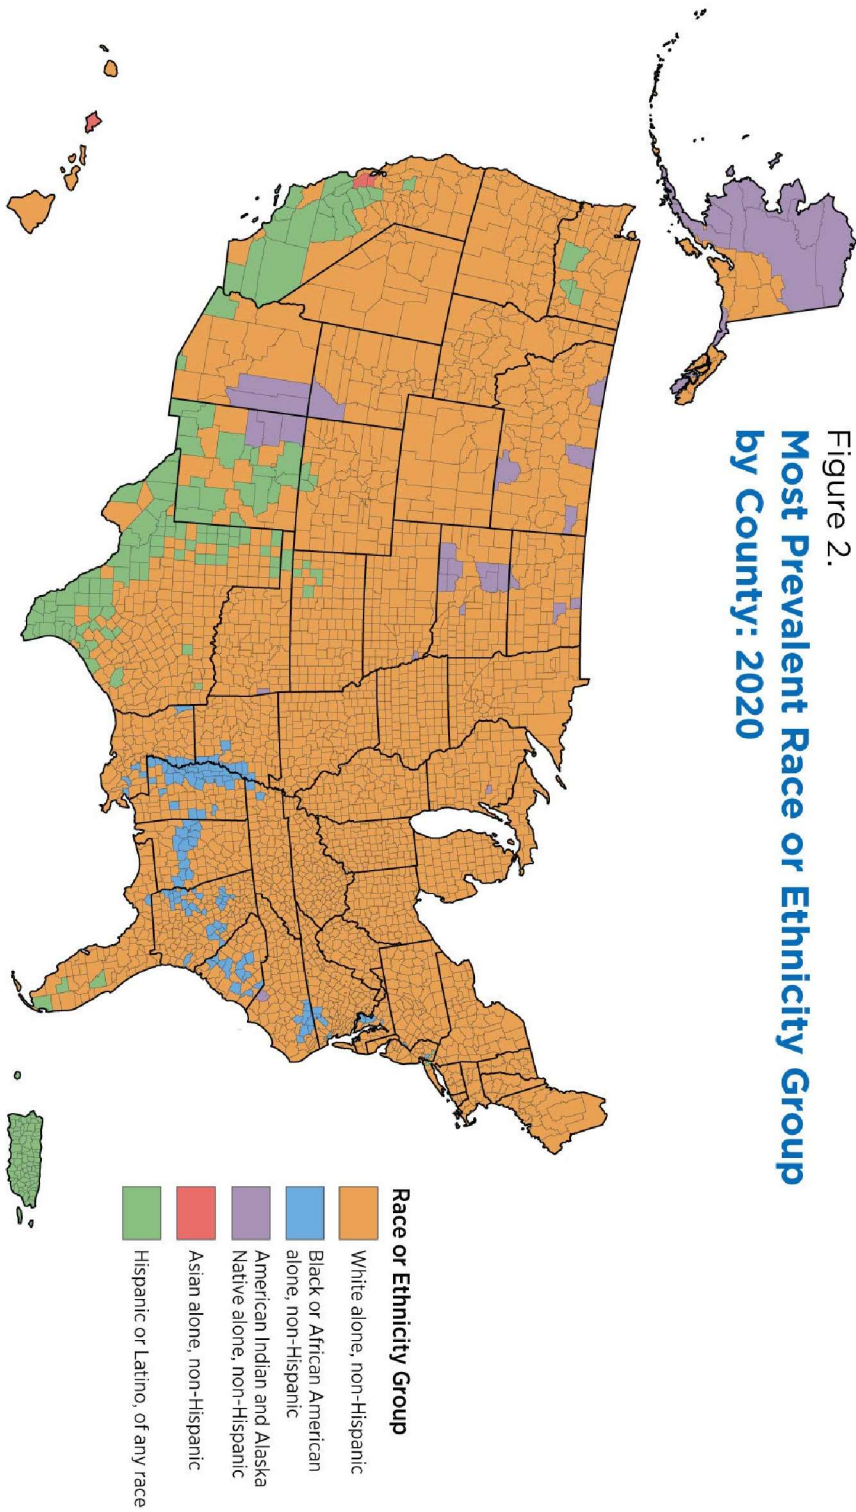 Figure 2.
Most Prevalent Race or Ethnicity Group
by County: 2020
Race or Ethnicity Group
White alone, non-Hispanic
Black or African American
alone, non-Hispanic
American Indian and Alaska
Native alone, non-Hispanic
Asian alone, non-Hispanic
Hispanic or Latino, of any race